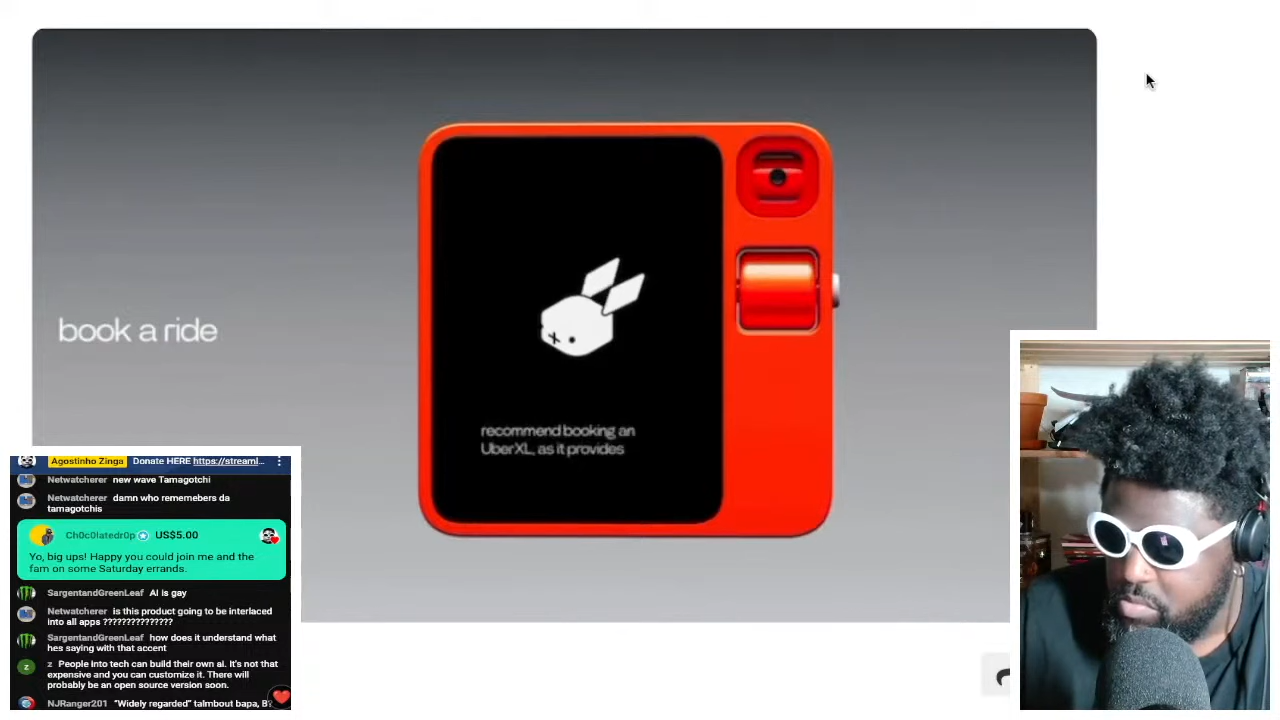 book a ride
recommend booking an
UberXL, as it provides
Agostinho Zinga Donate HERE https://streaml...
Netwatcherer new wave Tamagotchi
Netwatcherer damn who rememebers da
tamagotchis
Ch0c0latedr0p US$5.00
Yo, big ups! Happy you could join me and the
fam on some Saturday errands.
SargentandGreenLeaf AI is gay
Netwatcherer is this product going to be interlaced
into all apps ???????????????
SargentandGreenLeaf how does it understand what
hes saying with that accent
z People into tech can build their own ai. It's not that
expensive and you can customize it. There will
probably be an open source version soon.
NJRanger201 “Widely regarded” talmbout bapa,